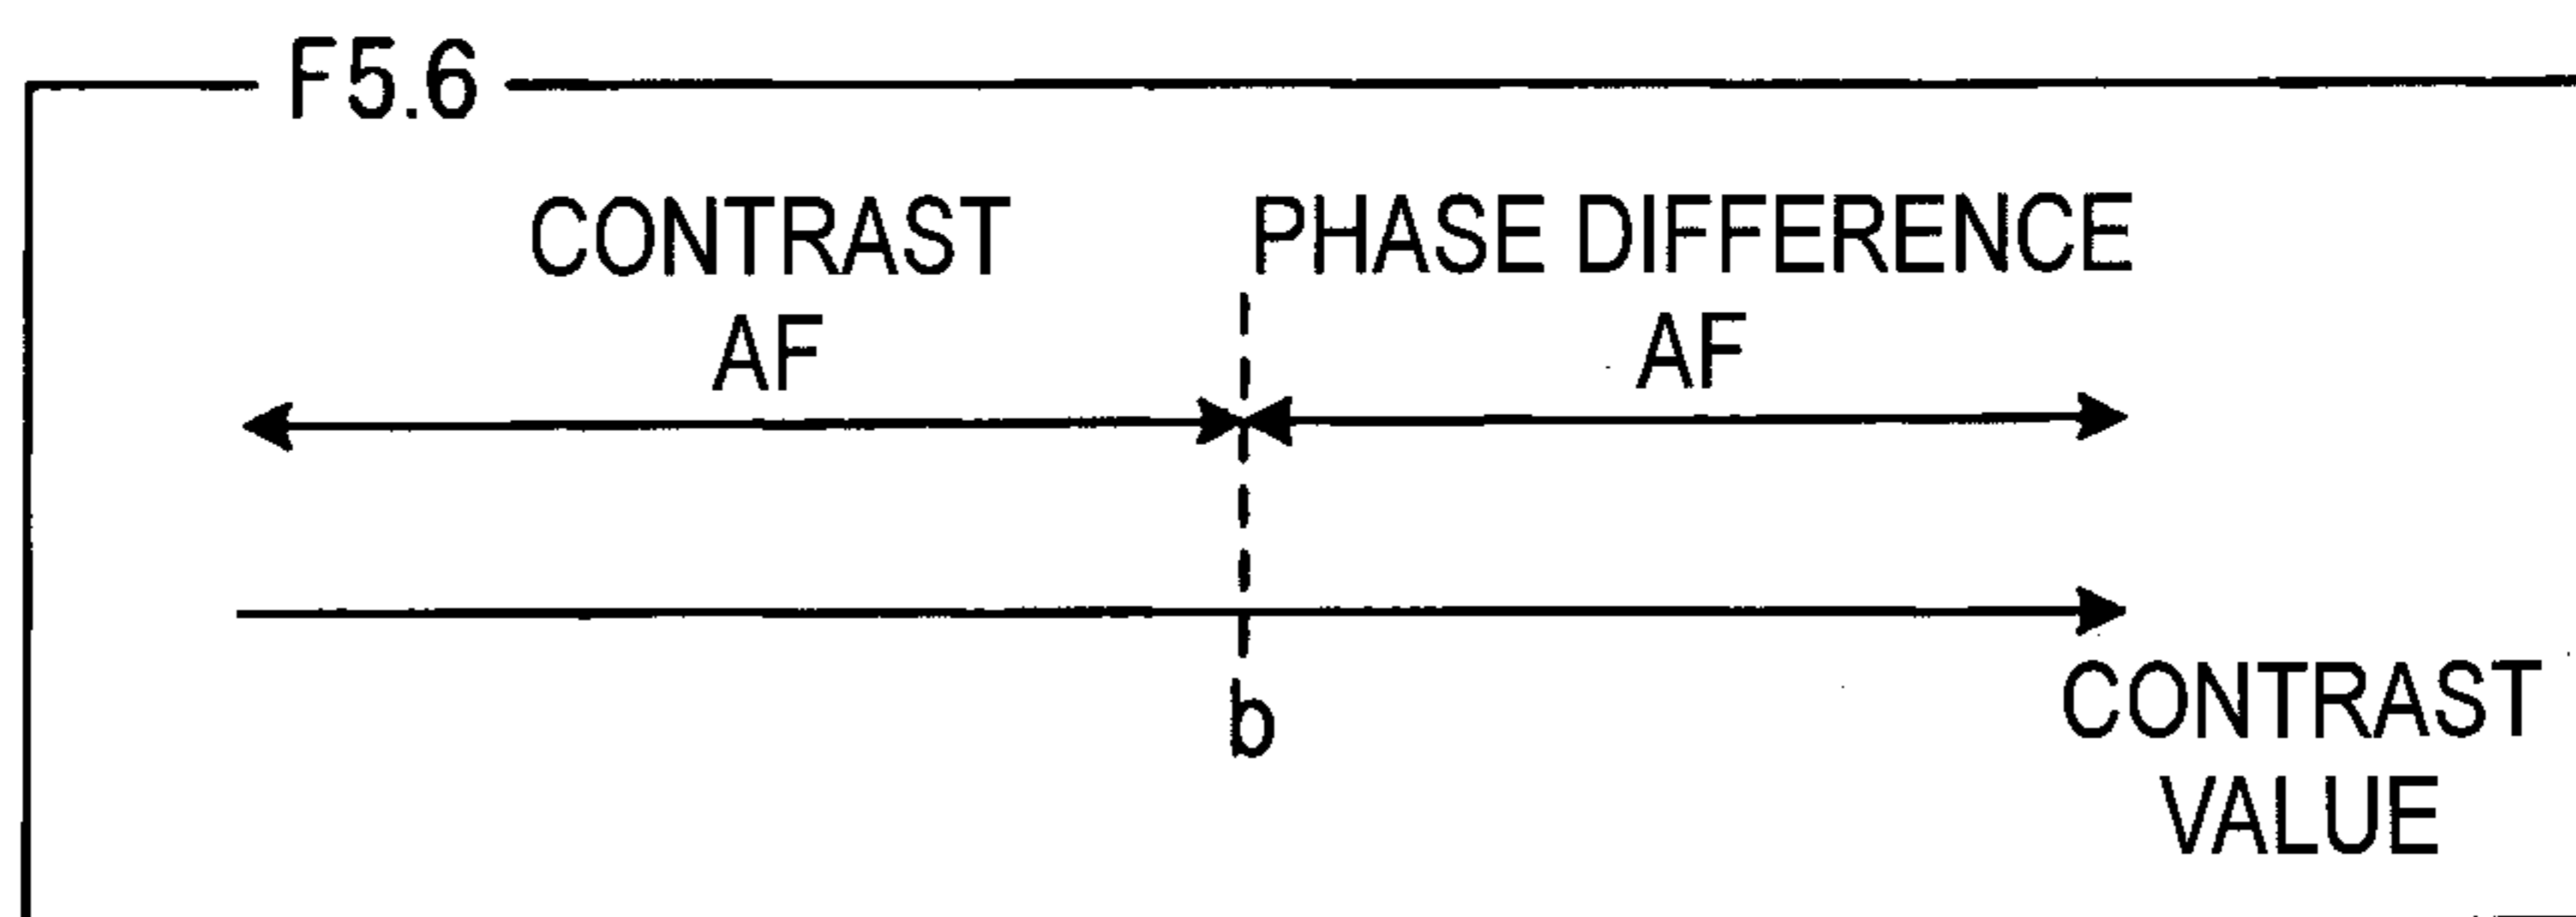 F5.6
CONTRAST
AF
PHASE DIFFERENCE
AF
b
CONTRAST
VALUE